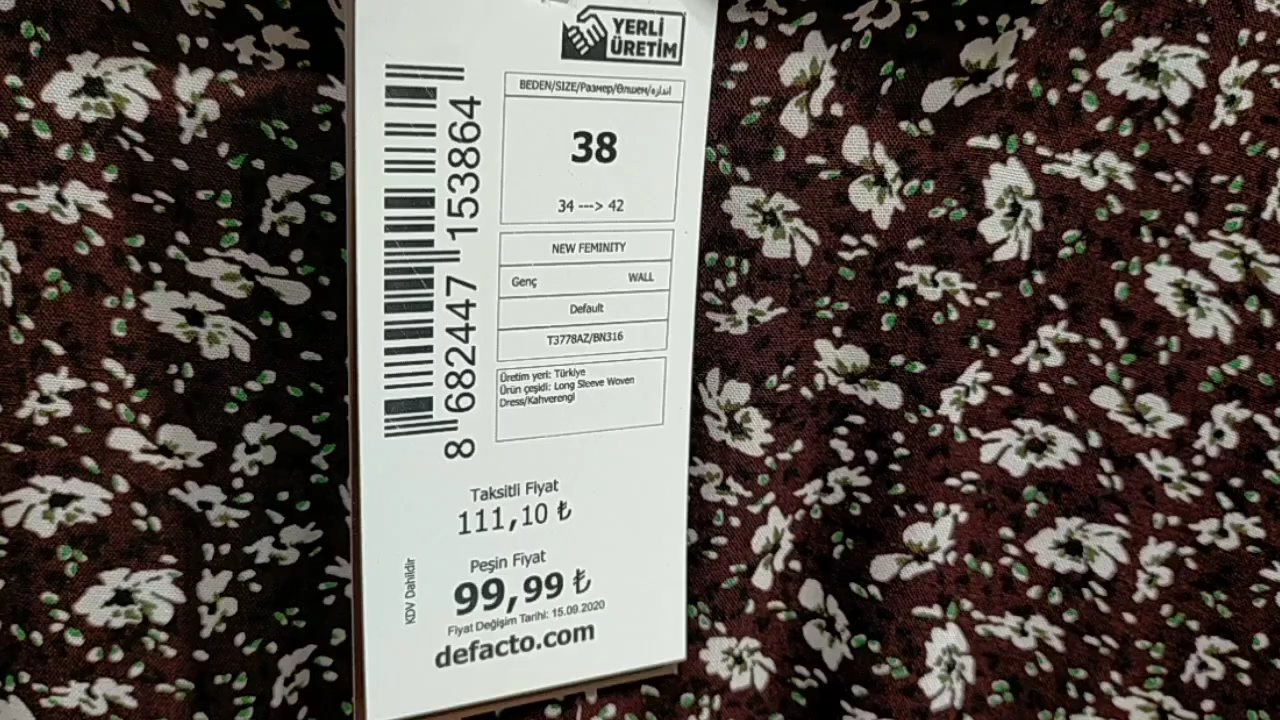 YERLİ
ÜRETİM
BEDEN/SIZE/Размер/Өлшем/اندازه
38
34 ---> 42
NEW FEMINITY
Genç WALL
Default
T3778AZ/BN316
Üretim yeri: Türkiye
Ürün çeşidi: Long Sleeve Woven
Dress/Kahverengi
8 682447 153864
Taksitli Fiyat
111,10 ₺
Peşin Fiyat
99,99 ₺
KDV Dahildir
Fiyat Değişim Tarihi: 15.09.2020
defacto.com